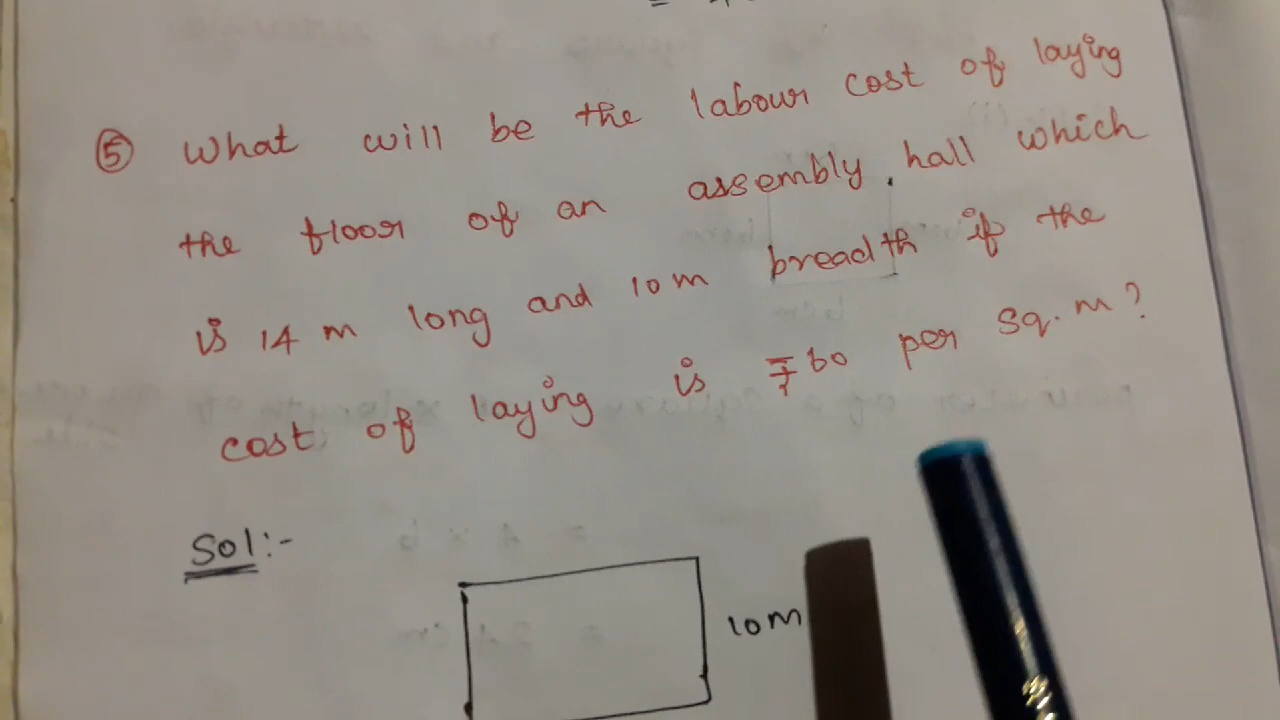 ⑤ What will be the labour cost of laying
the floor of an assembly hall which
is 14 m long and 10 m breadth if the
cost of laying is ₹60 per sq. m?
Sol:-
10m